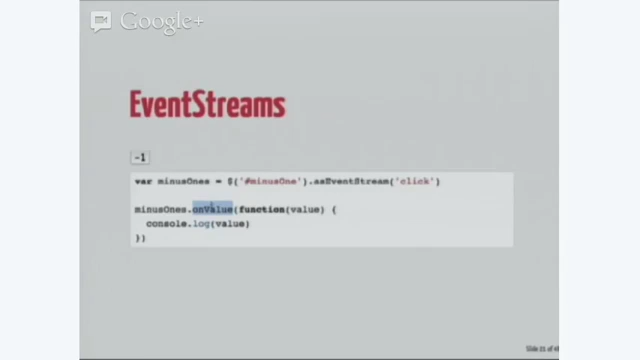 Google+
EventStreams
-1
var minusOnes = $('#minusOne').asEventStream('click')
minusOnes.onValue(function(value) {
console.log(value)
})